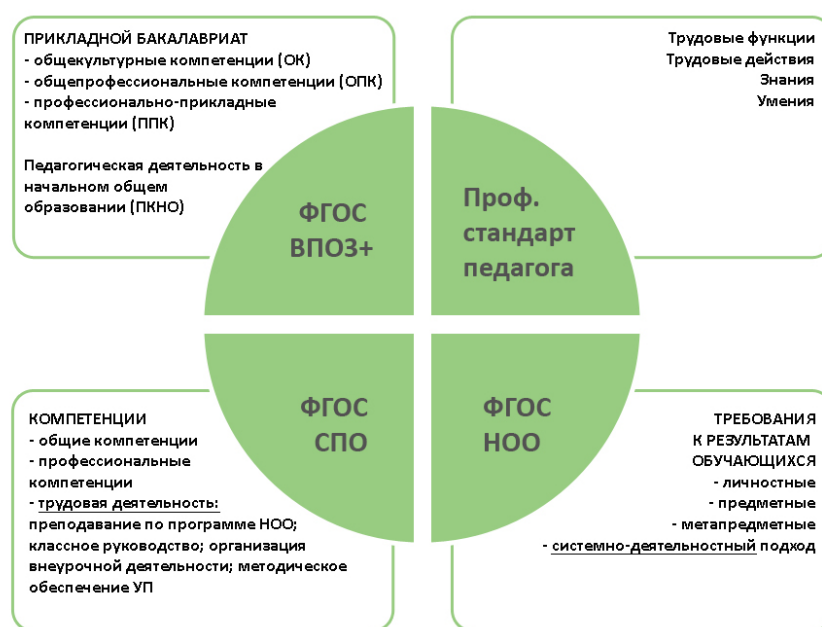 ПРИКЛАДНОЙ БАКАЛАВРИАТ
- общекультурные компетенции (ОК)
- общепрофессиональные компетенции (ОПК)
- профессионально-прикладные
компетенции (ППК)
Педагогическая деятельность в
начальном общем
образовании (ПКНО)
Трудовые функции
Трудовые действия
Знания
Умения
ФГОС
ВПОЗ+
Проф.
стандарт
педагога
ФГОС
СПО
ФГОС
НОО
КОМПЕТЕНЦИИ
- общие компетенции
- профессиональные
компетенции
- трудовая деятельность:
преподавание по программе НОО;
классное руководство; организация
внеурочной деятельности; методическое
обеспечение УП
ТРЕБОВАНИЯ
К РЕЗУЛЬТАТАМ
ОБУЧАЮЩИХСЯ
- личностные
- предметные
- метапредметные
- системно-деятельностный подход